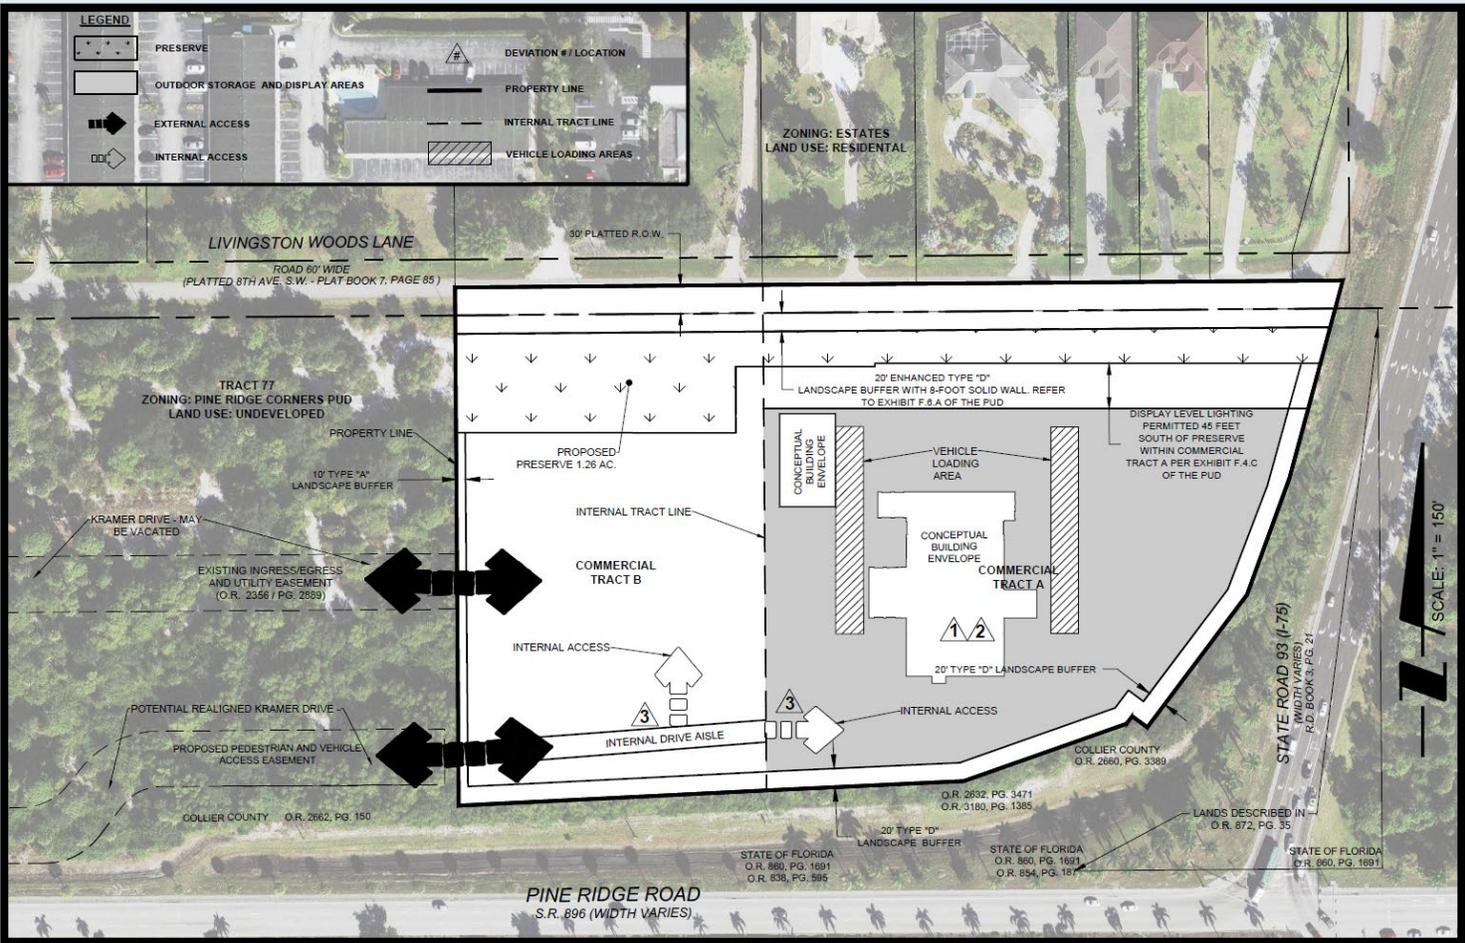 LEGEND
PRESERVE
OUTDOOR STORAGE AND DISPLAY AREAS
EXTERNAL ACCESS
INTERNAL ACCESS
#
DEVIATION # / LOCATION
PROPERTY LINE
INTERNAL TRACT LINE
VEHICLE LOADING AREAS
ZONING: ESTATES
LAND USE: RESIDENTAL
LIVINGSTON WOODS LANE
30' PLATTED R.O.W.
ROAD 60' WIDE
(PLATTED 8TH AVE. S.W. - PLAT BOOK 7, PAGE 85 )
TRACT 77
ZONING: PINE RIDGE CORNERS PUD
LAND USE: UNDEVELOPED
PROPERTY LINE
10' TYPE "A"
LANDSCAPE BUFFER
KRAMER DRIVE - MAY
BE VACATED
EXISTING INGRESS/EGRESS
AND UTILITY EASEMENT
(O.R. 2356 / PG. 2889)
POTENTIAL REALIGNED KRAMER DRIVE -
PROPOSED PEDESTRIAN AND VEHICLE
ACCESS EASEMENT
COLLIER COUNTY O.R. 2662, PG. 150
PROPOSED
PRESERVE 1.26 AC.
INTERNAL TRACT LINE
COMMERCIAL
TRACT B
INTERNAL ACCESS
3
INTERNAL DRIVE AISLE
20' ENHANCED TYPE "D"
LANDSCAPE BUFFER WITH 8-FOOT SOLID WALL. REFER
TO EXHIBIT F.6.A OF THE PUD
DISPLAY LEVEL LIGHTING
PERMITTED 45 FEET
SOUTH OF PRESERVE
WITHIN COMMERCIAL
TRACT A PER EXHIBIT F.4.C
OF THE PUD
CONCEPTUAL
BUILDING
ENVELOPE
VEHICLE
LOADING
AREA
CONCEPTUAL
BUILDING
ENVELOPE
COMMERCIAL
TRACT A
1 2
20' TYPE "D" LANDSCAPE BUFFER
3
INTERNAL ACCESS
COLLIER COUNTY
O.R. 2660, PG. 3389
O.R. 2632, PG. 3471
O.R. 3180, PG. 1385
20' TYPE "D"
LANDSCAPE BUFFER
STATE OF FLORIDA
O.R. 860, PG. 1691
O.R. 838, PG. 595
STATE OF FLORIDA
O.R. 860, PG. 1691
O.R. 854, PG. 187
LANDS DESCRIBED IN
O.R. 872, PG. 35
STATE OF FLORIDA
O.R. 860, PG. 1691
STATE ROAD 93 (I-75)
(WIDTH VARIES)
R.D. BOOK 3, PG. 21
SCALE: 1" = 150'
PINE RIDGE ROAD
S.R. 896 (WIDTH VARIES)